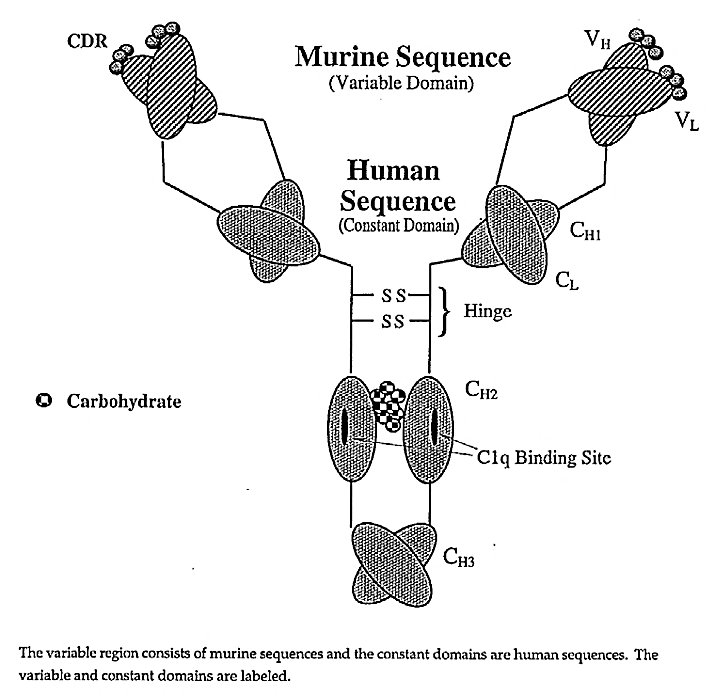 CDR
Murine Sequence
(Variable Domain)
VH
VL
Human
Sequence
(Constant Domain)
CH1
CL
S S
S S
Hinge
Carbohydrate
CH2
C1q Binding Site
CH3
The variable region consists of murine sequences and the constant domains are human sequences. The
variable and constant domains are labeled.